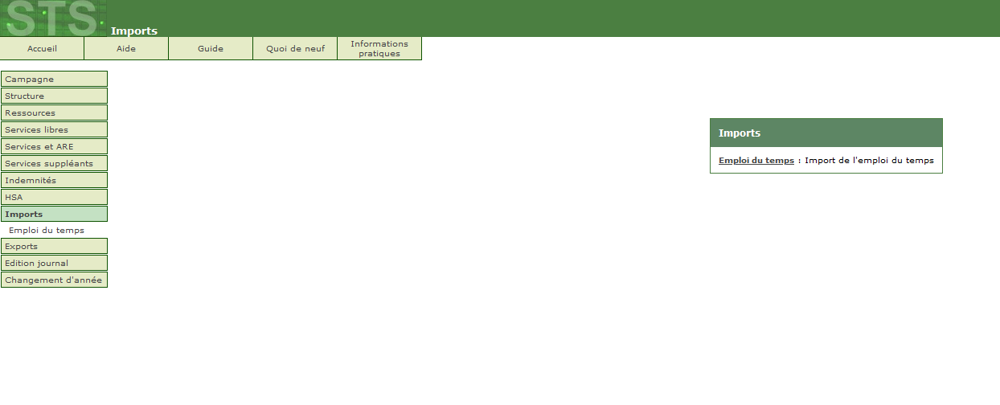 STS
Imports
Accueil
Aide
Guide
Quoi de neuf
Informations
pratiques
Campagne
Structure
Ressources
Services libres
Services et ARE
Services suppléants
Indemnités
HSA
Imports
Emploi du temps
Exports
Edition journal
Changement d'année
Imports
Emploi du temps : Import de l'emploi du temps